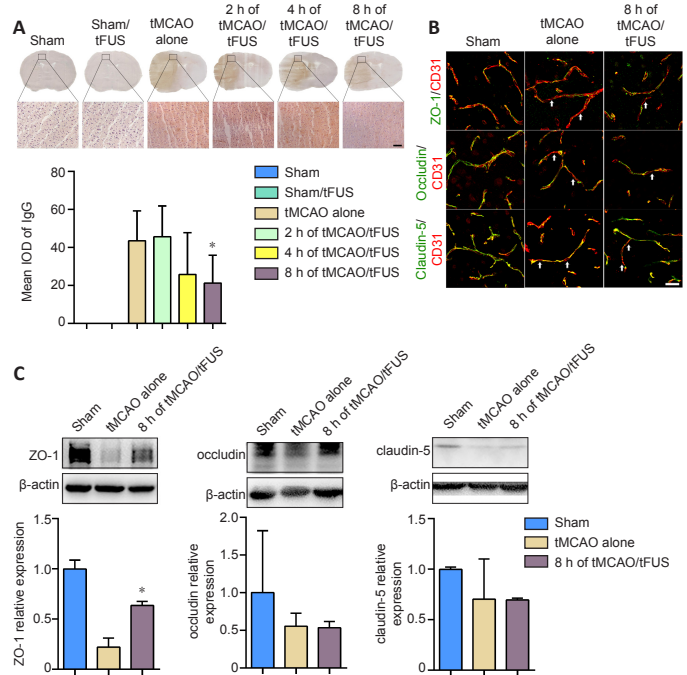 A
Sham
Sham/
tFUS
tMCAO
alone
2 h of
tMCAO/
tFUS
4 h of
tMCAO/
tFUS
8 h of
tMCAO/
tFUS
Mean IOD of IgG
80
60
40
20
0
*
Sham
Sham/tFUS
tMCAO alone
2 h of tMCAO/tFUS
4 h of tMCAO/tFUS
8 h of tMCAO/tFUS
B
Sham
tMCAO
alone
8 h of
tMCAO/
tFUS
ZO-1/CD31
Occludin/
CD31
Claudin-5/
CD31
C
Sham
tMCAO alone
8 h of tMCAO/tFUS
ZO-1
β-actin
ZO-1 relative expression
1.5
1.0
0.5
0
*
Sham
tMCAO alone
8 h of tMCAO/tFUS
occludin
β-actin
occludin relative
expression
2.0
1.5
1.0
0.5
0
Sham
tMCAO alone
8 h of tMCAO/tFUS
claudin-5
β-actin
claudin-5 relative
expression
1.5
1.0
0.5
0
Sham
tMCAO alone
8 h of tMCAO/tFUS